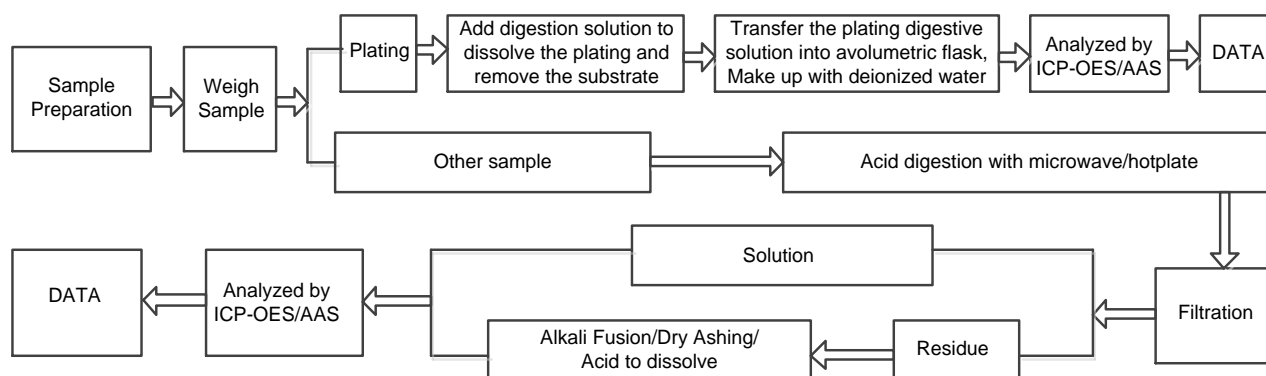 Sample
Preparation
Weigh
Sample
Plating
Add digestion solution to
dissolve the plating and
remove the substrate
Transfer the plating digestive
solution into avolumetric flask,
Make up with deionized water
Analyzed by
ICP-OES/AAS
DATA
Other sample
Acid digestion with microwave/hotplate
Filtration
Solution
Residue
Alkali Fusion/Dry Ashing/
Acid to dissolve
Analyzed by
ICP-OES/AAS
DATA